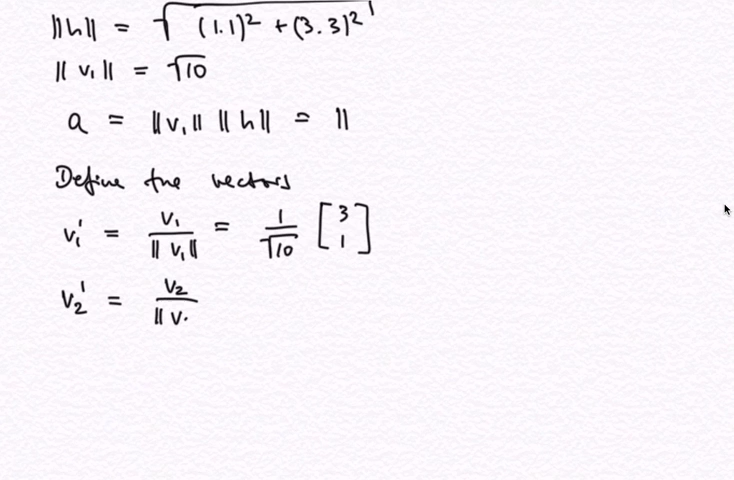 ||h|| = √(1.1)² + (3.3)²
||v₁|| = √10
a = ||v₁|| ||h|| = 11
Define the vectors
v₁' = v₁ / ||v₁|| = 1/√10 [3 1]
v₂' = v₂ / ||v.